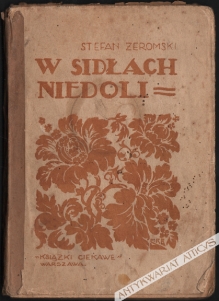 STEFAN ŻEROMSKI
W SIDŁACH
NIEDOLI
"KSIĄŻKI CIEKAWE"
WARSZAWA
ANTYKWARIAT ATTICUS